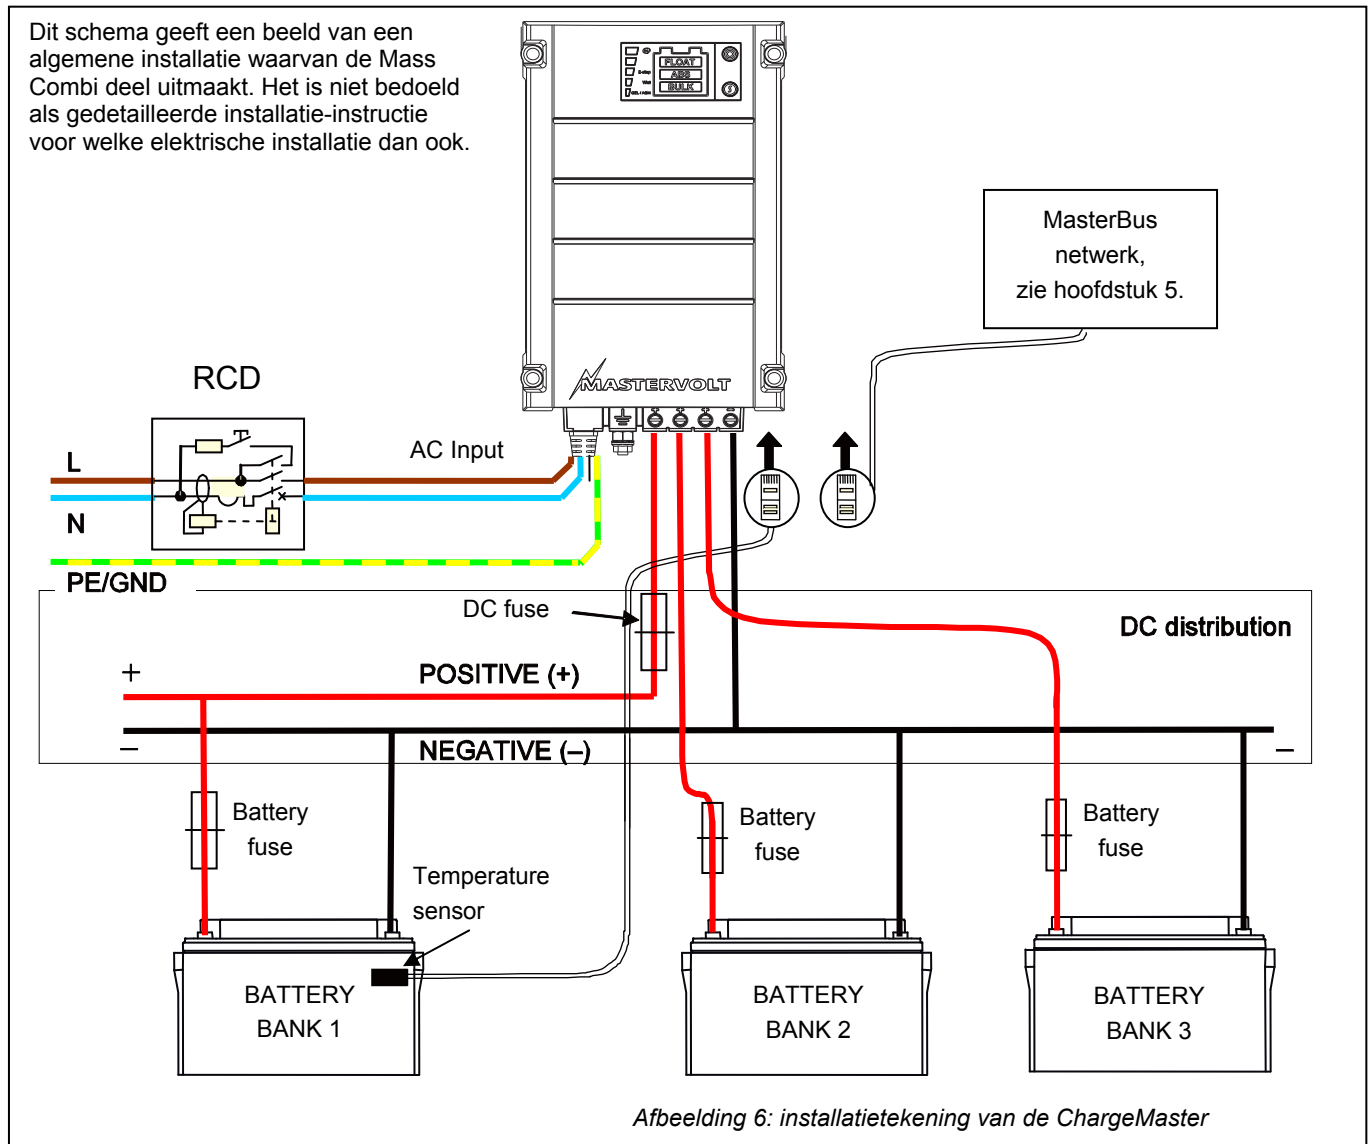 Dit schema geeft een beeld van een
algemene installatie waarvan de Mass
Combi deel uitmaakt. Het is niet bedoeld
als gedetailleerde installatie-instructie
voor welke elektrische installatie dan ook.
FLOAT
ABS
BULK
MASTERVOLT
MasterBus
netwerk,
zie hoofdstuk 5.
RCD
AC Input
L
N
PE/GND
DC fuse
DC distribution
+
POSITIVE (+)
–
NEGATIVE (–)
–
Battery
fuse
Battery
fuse
Battery
fuse
Temperature
sensor
BATTERY
BANK 1
BATTERY
BANK 2
BATTERY
BANK 3
Afbeelding 6: installatietekening van de ChargeMaster